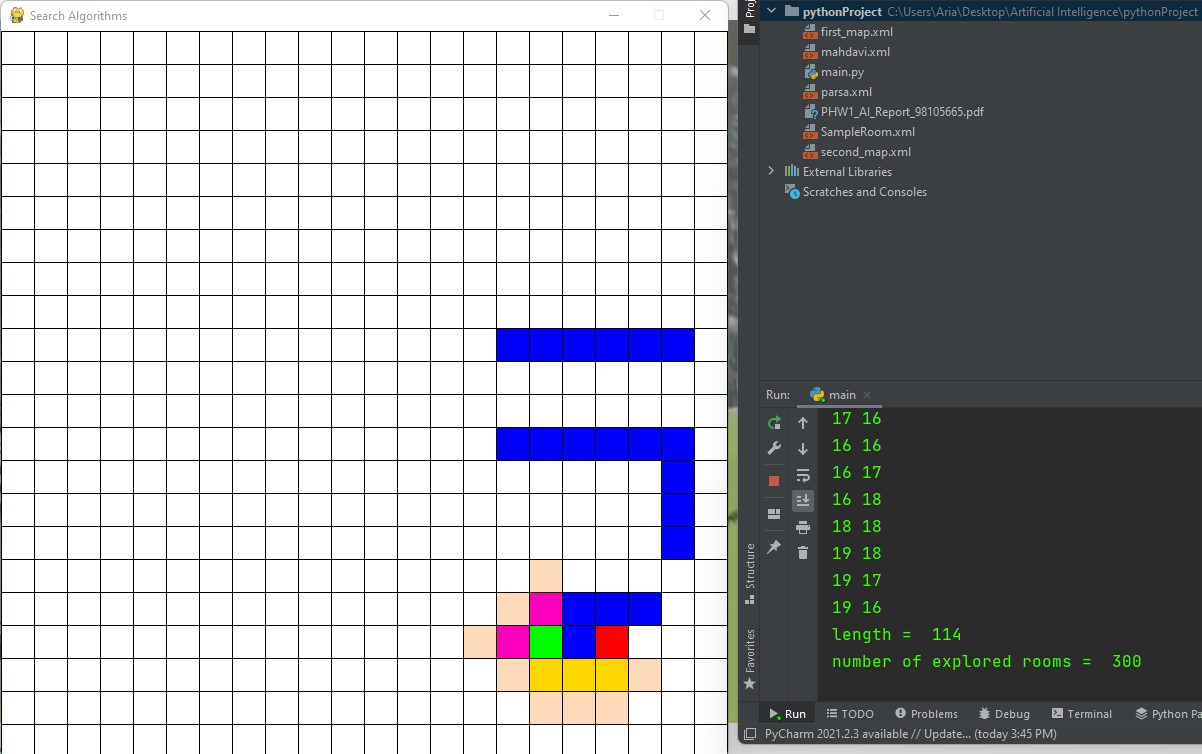 Search Algorithms
pythonProject C:\Users\Aria\Desktop\Artificial Intelligence\pythonProject
first_map.xml
mahdavi.xml
main.py
parsa.xml
PHW1_AI_Report_98105665.pdf
SampleRoom.xml
second_map.xml
External Libraries
Scratches and Consoles
Run: main
17 16
16 16
16 17
16 18
18 18
19 18
19 17
19 16
length =  114
number of explored rooms =  300
Structure
Favorites
Run TODO Problems Debug Terminal Python
PyCharm 2021.2.3 available // Update... (today 3:45 PM)